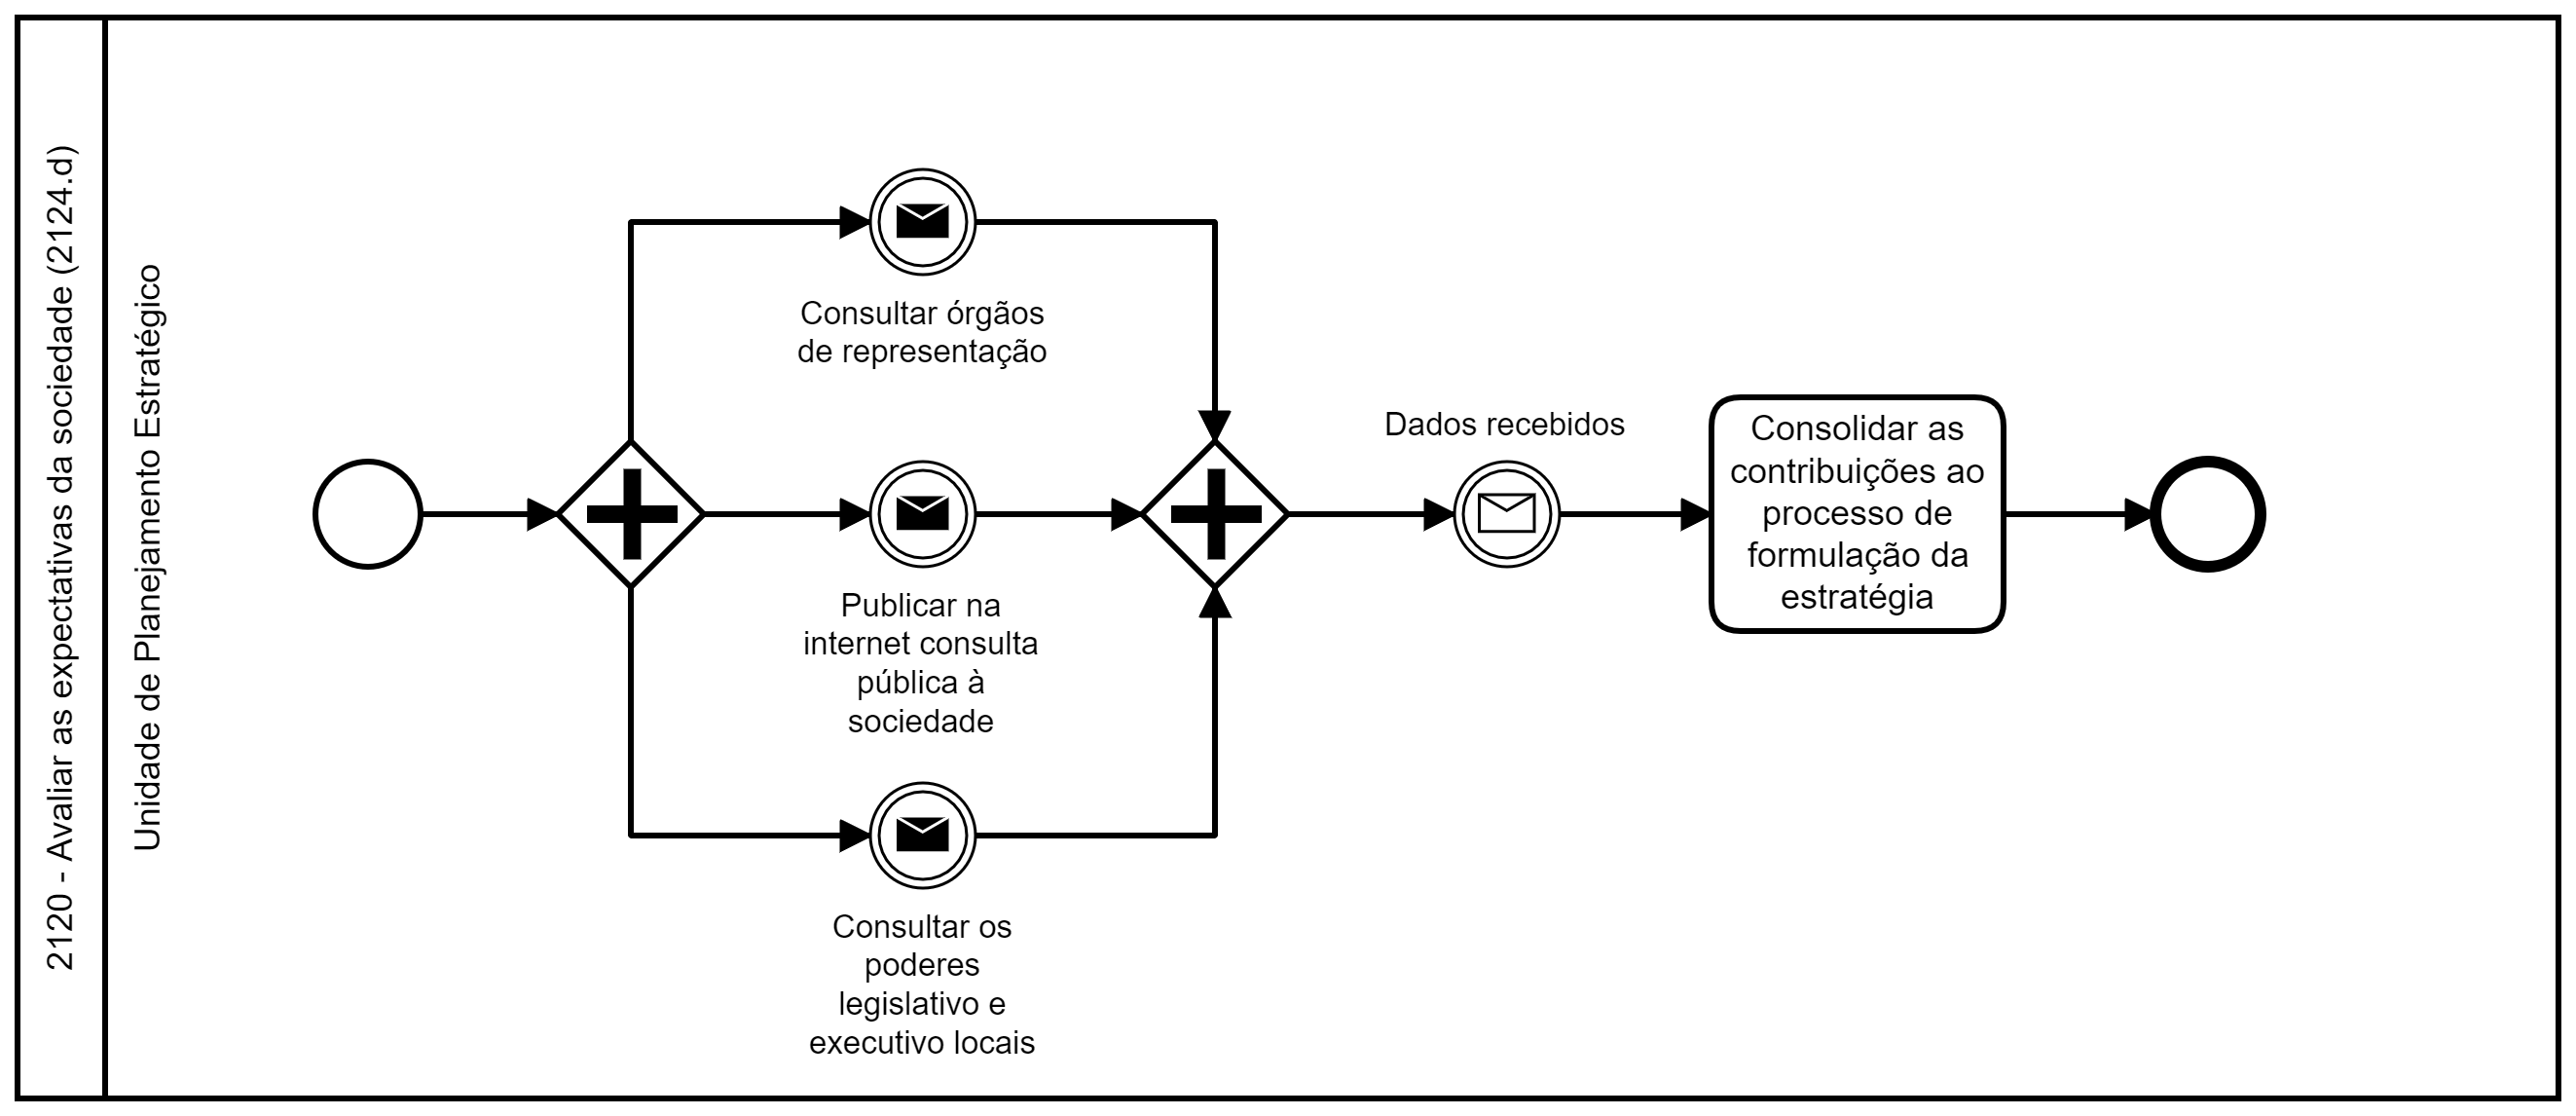 2120 - Avaliar as expectativas da sociedade (2124.d)
Unidade de Planejamento Estratégico
Consultar órgãos
de representação
Publicar na
internet consulta
pública à
sociedade
Consultar os
poderes
legislativo e
executivo locais
Dados recebidos
Consolidar as
contribuições ao
processo de
formulação da
estratégia